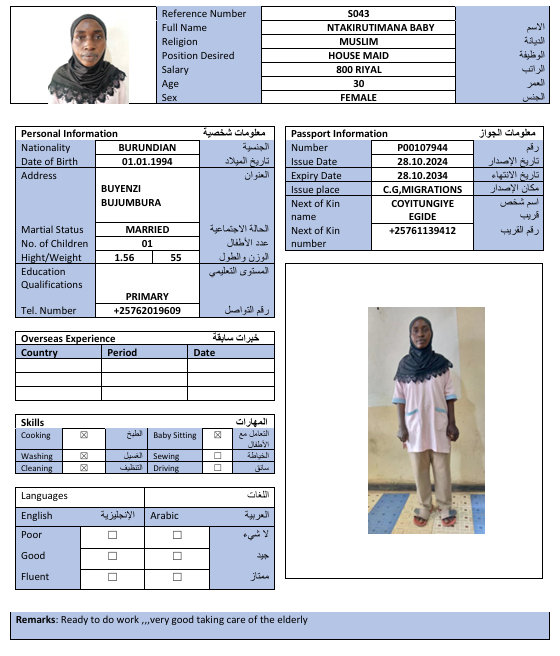 Reference Number S043
Full Name NTAKIRUTIMANA BABY الاسم
Religion MUSLIM الديانة
Position Desired HOUSE MAID الوظيفة
Salary 800 RIYAL الراتب
Age 30 العمر
Sex FEMALE الجنس
Personal Information معلومات شخصية
Nationality BURUNDIAN الجنسية
Date of Birth 01.01.1994 تاريخ الميلاد
Address العنوان
BUYENZI
BUJUMBURA
Martial Status MARRIED الحالة الاجتماعية
No. of Children 01 عدد الأطفال
Hight/Weight 1.56 55 الوزن والطول
Education المستوى التعليمي
Qualifications
PRIMARY
Tel. Number +25762019609 رقم التواصل
Passport Information معلومات الجواز
Number P00107944 رقم
Issue Date 28.10.2024 تاريخ الإصدار
Expiry Date 28.10.2034 تاريخ الانتهاء
Issue place C.G,MIGRATIONS مكان الإصدار
Next of Kin COYITUNGIYE اسم شخص
name EGIDE قريب
Next of Kin +25761139412 رقم القريب
number
Overseas Experience خبرات سابقة
Country Period Date
Skills المهارات
Cooking ☒ الطبخ Baby Sitting ☒ التعامل مع
الأطفال
Washing ☒ الغسيل Sewing ☐ الخياطة
Cleaning ☒ التنظيف Driving ☐ سائق
Languages اللغات
English الإنجليزية Arabic العربية
Poor ☐ ☐ لا شيء
Good ☐ ☐ جيد
Fluent ☐ ☐ ممتاز
Remarks: Ready to do work ,,,very good taking care of the elderly